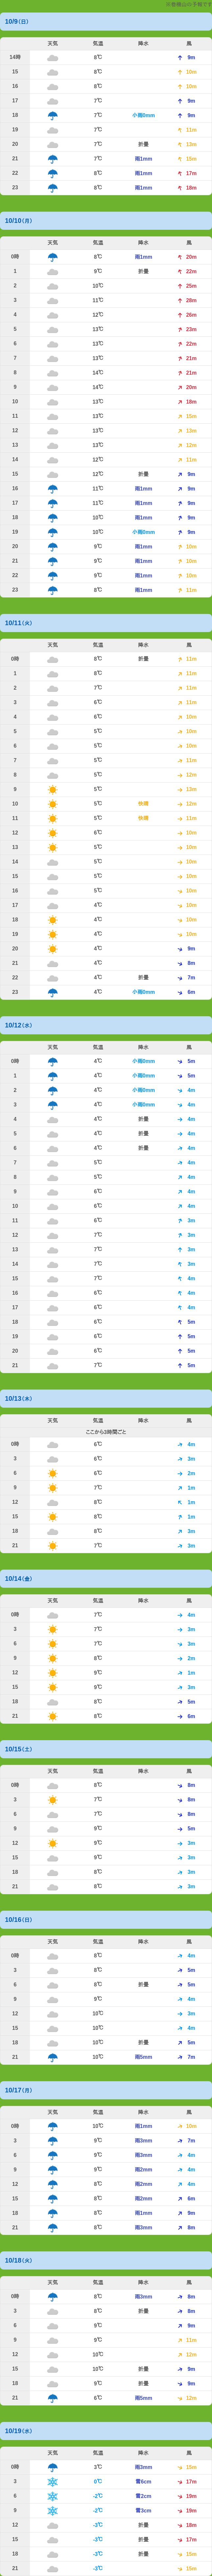 10/9(日)
天気 気温 降水 風
14時 8℃ 9m
15 8℃ 10m
16 8℃ 10m
17 7℃ 9m
18 7℃ 小雨0mm 9m
19 7℃ 11m
20 7℃ 折畳 13m
21 7℃ 雨1mm 15m
22 8℃ 雨1mm 17m
23 8℃ 雨1mm 18m
10/10(月)
天気 気温 降水 風
0時 8℃ 雨1mm 20m
1 9℃ 折畳 22m
2 10℃ 25m
3 11℃ 28m
4 12℃ 26m
5 13℃ 23m
6 13℃ 22m
7 13℃ 21m
8 14℃ 21m
9 14℃ 20m
10 13℃ 18m
11 13℃ 15m
12 13℃ 13m
13 13℃ 12m
14 12℃ 11m
15 12℃ 折畳 9m
16 11℃ 雨1mm 9m
17 11℃ 雨1mm 9m
18 10℃ 雨1mm 9m
19 10℃ 小雨0mm 9m
20 9℃ 雨1mm 10m
21 9℃ 雨1mm 10m
22 9℃ 雨1mm 10m
23 8℃ 雨1mm 11m
10/11(火)
天気 気温 降水 風
0時 8℃ 折畳 11m
1 8℃ 11m
2 7℃ 11m
3 6℃ 11m
4 6℃ 10m
5 5℃ 10m
6 5℃ 10m
7 5℃ 11m
8 5℃ 12m
9 5℃ 13m
10 5℃ 秋晴 12m
11 5℃ 秋晴 11m
12 6℃ 10m
13 5℃ 10m
14 5℃ 10m
15 5℃ 10m
16 5℃ 10m
17 4℃ 10m
18 4℃ 10m
19 4℃ 10m
20 4℃ 9m
21 4℃ 8m
22 4℃ 折畳 7m
23 4℃ 小雨0mm 6m
10/12(水)
天気 気温 降水 風
0時 4℃ 小雨0mm 5m
1 4℃ 小雨0mm 5m
2 4℃ 小雨0mm 4m
3 4℃ 小雨0mm 4m
4 4℃ 折畳 4m
5 4℃ 折畳 4m
6 4℃ 折畳 4m
7 5℃ 4m
8 5℃ 4m
9 6℃ 4m
10 6℃ 4m
11 6℃ 3m
12 7℃ 3m
13 7℃ 3m
14 7℃ 3m
15 7℃ 4m
16 6℃ 4m
17 6℃ 4m
18 6℃ 5m
19 6℃ 5m
20 6℃ 5m
21 7℃ 5m
10/13(木)
天気 気温 降水 風
ここから3時間ごと
0時 6℃ 4m
3 6℃ 3m
6 6℃ 2m
9 7℃ 1m
12 8℃ 1m
15 8℃ 1m
18 8℃ 3m
21 7℃ 3m
10/14(金)
天気 気温 降水 風
0時 7℃ 4m
3 7℃ 3m
6 7℃ 3m
9 8℃ 2m
12 9℃ 1m
15 9℃ 3m
18 8℃ 5m
21 8℃ 6m
10/15(土)
天気 気温 降水 風
0時 8℃ 8m
3 7℃ 8m
6 7℃ 8m
9 9℃ 5m
12 9℃ 3m
15 9℃ 3m
18 8℃ 3m
21 8℃ 3m
10/16(日)
天気 気温 降水 風
0時 8℃ 4m
3 8℃ 5m
6 8℃ 折畳 5m
9 9℃ 4m
12 10℃ 3m
15 10℃ 4m
18 10℃ 折畳 5m
21 10℃ 雨5mm 7m
10/17(月)
天気 気温 降水 風
0時 10℃ 雨1mm 10m
3 9℃ 雨3mm 7m
6 9℃ 雨3mm 4m
9 9℃ 雨2mm 4m
12 8℃ 雨2mm 4m
15 8℃ 雨2mm 6m
18 8℃ 雨1mm 9m
21 8℃ 雨3mm 8m
10/18(火)
天気 気温 降水 風
0時 8℃ 雨3mm 8m
3 8℃ 折畳 8m
6 9℃ 9m
9 9℃ 11m
12 10℃ 12m
15 10℃ 折畳 9m
18 9℃ 折畳 9m
21 6℃ 雨5mm 12m
10/19(水)
天気 気温 降水 風
0時 3℃ 雨3mm 15m
3 0℃ 雪6cm 17m
6 -2℃ 雪2cm 19m
9 -2℃ 雪3cm 19m
12 -3℃ 折畳 18m
15 -3℃ 折畳 17m
18 -3℃ 折畳 15m
21 -3℃ 15m